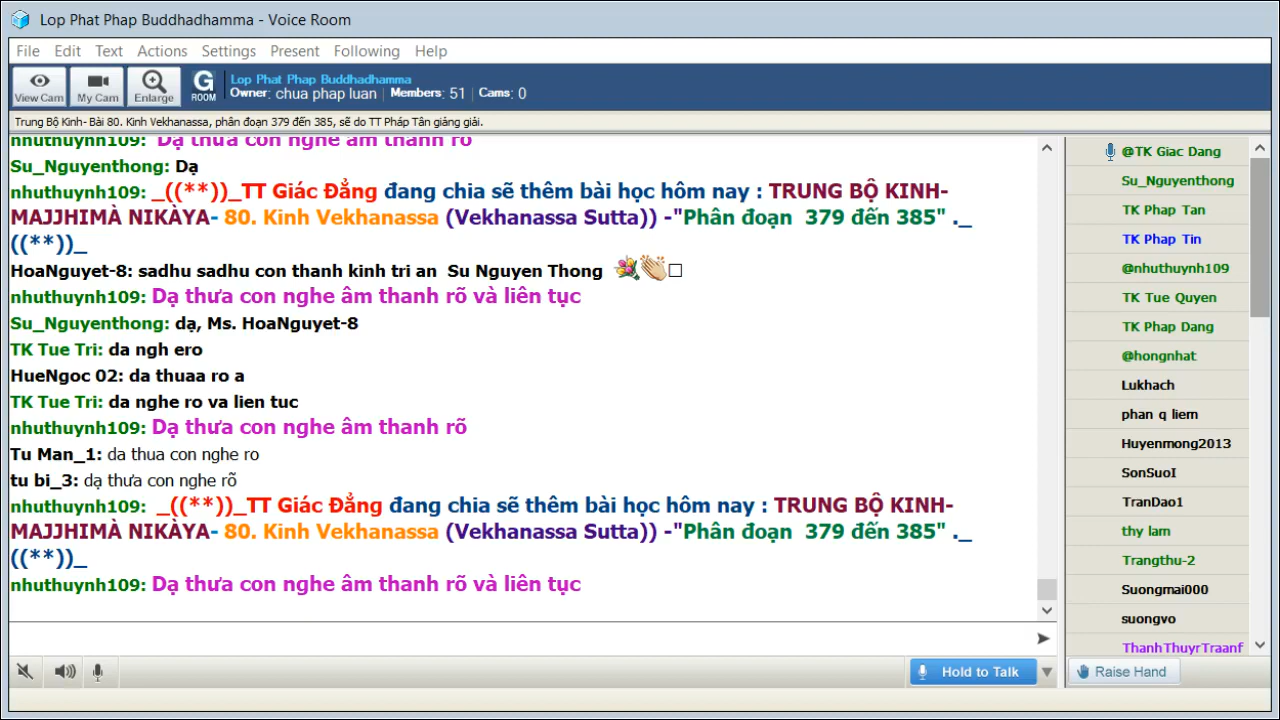 Lop Phat Phap Buddhadhamma - Voice Room
File Edit Text Actions Settings Present Following Help
View Cam My Cam Enlarge G ROOM
Lop Phat Phap Buddhadhamma
Owner: chua phap luan Members: 51 Cams: 0
Trung Bộ Kinh- Bài 80. Kinh Vekhanassa, phân đoạn 379 đến 385, sẽ do TT Pháp Tân giảng giải.
nhuthuynh109: Dạ thưa con nghe âm thanh rõ
Su_Nguyenthong: Dạ
nhuthuynh109: _((**))_TT Giác Đẳng đang chia sẽ thêm bài học hôm nay : TRUNG BỘ KINH-
MAJJHIMÀ NIKÀYA- 80. Kinh Vekhanassa (Vekhanassa Sutta)) -"Phân đoạn 379 đến 385" ._
((**))_
HoaNguyet-8: sadhu sadhu con thanh kinh tri an Su Nguyen Thong
nhuthuynh109: Dạ thưa con nghe âm thanh rõ và liên tục
Su_Nguyenthong: dạ, Ms. HoaNguyet-8
TK Tue Tri: da ngh ero
HueNgoc 02: da thuaa ro a
TK Tue Tri: da nghe ro va lien tuc
nhuthuynh109: Dạ thưa con nghe âm thanh rõ
Tu Man_1: da thua con nghe ro
tu bi_3: dạ thưa con nghe rõ
nhuthuynh109: _((**))_TT Giác Đẳng đang chia sẽ thêm bài học hôm nay : TRUNG BỘ KINH-
MAJJHIMÀ NIKÀYA- 80. Kinh Vekhanassa (Vekhanassa Sutta)) -"Phân đoạn 379 đến 385" ._
((**))_
nhuthuynh109: Dạ thưa con nghe âm thanh rõ và liên tục
@TK Giac Dang
Su_Nguyenthong
TK Phap Tan
TK Phap Tin
@nhuthuynh109
TK Tue Quyen
TK Phap Dang
@hongnhat
Lukhach
phan q liem
Huyenmong2013
SonSuoI
TranDao1
thy lam
Trangthu-2
Suongmai000
suongvo
ThanhThuyrTraanf
Hold to Talk
Raise Hand